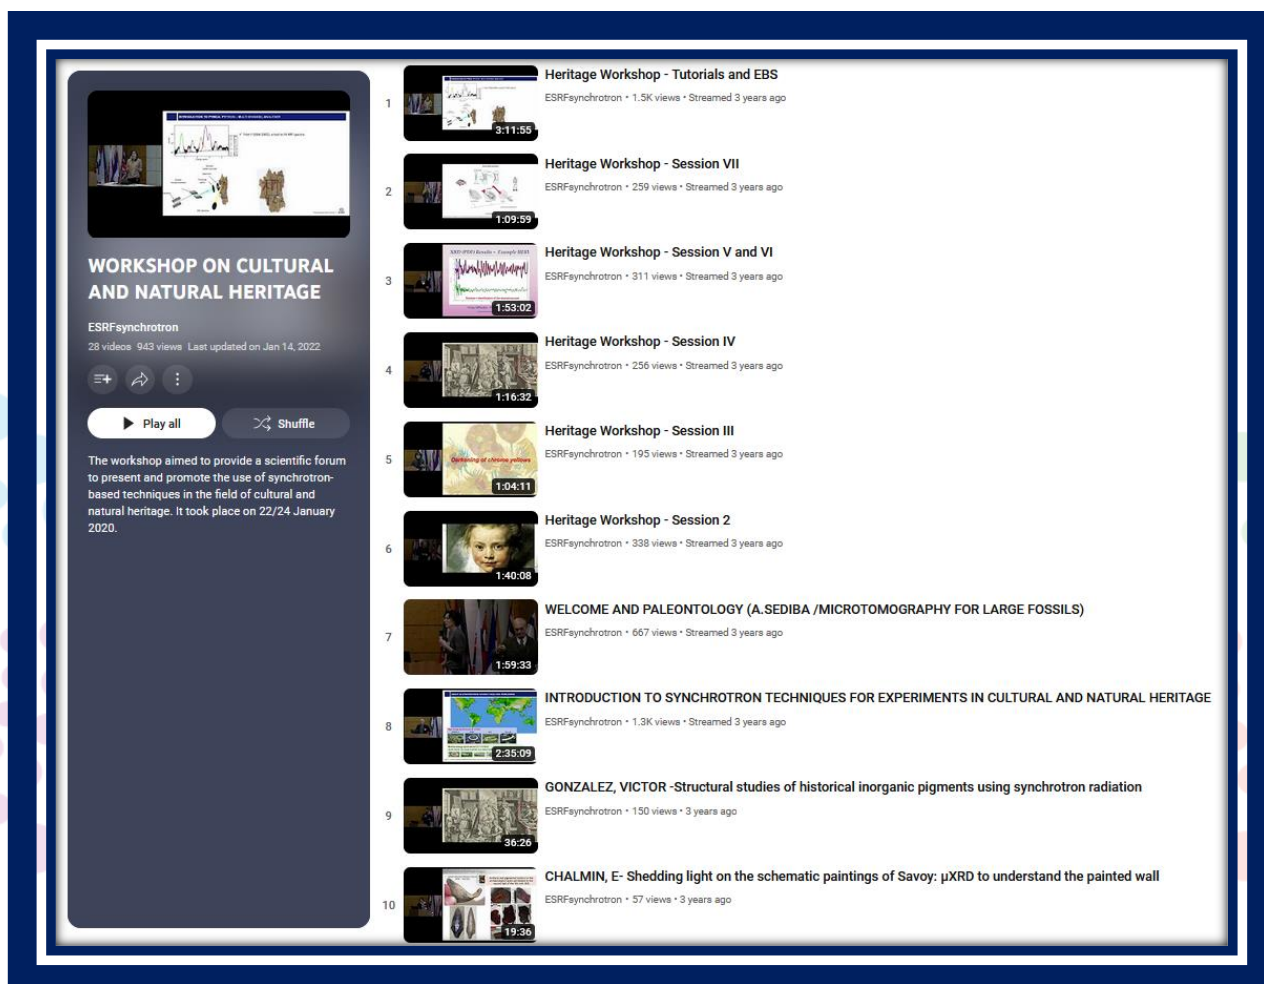 WORKSHOP ON CULTURAL
AND NATURAL HERITAGE
ESRFsynchrotron
28 videos 943 views Last updated on Jan 14, 2022
Play all
Shuffle
The workshop aimed to provide a scientific forum
to present and promote the use of synchrotron-
based techniques in the field of cultural and
natural heritage. It took place on 22/24 January
2020.
1
3:11:55
Heritage Workshop - Tutorials and EBS
ESRFsynchrotron • 1.5K views • Streamed 3 years ago
2
1:09:59
Heritage Workshop - Session VII
ESRFsynchrotron • 259 views • Streamed 3 years ago
3
1:53:02
Heritage Workshop - Session V and VI
ESRFsynchrotron • 311 views • Streamed 3 years ago
4
1:16:32
Heritage Workshop - Session IV
ESRFsynchrotron • 256 views • Streamed 3 years ago
5
Darkening of chrome yellows
1:04:11
Heritage Workshop - Session III
ESRFsynchrotron • 195 views • Streamed 3 years ago
6
1:40:08
Heritage Workshop - Session 2
ESRFsynchrotron • 338 views • Streamed 3 years ago
7
1:59:33
WELCOME AND PALEONTOLOGY (A.SEDIBA /MICROTOMOGRAPHY FOR LARGE FOSSILS)
ESRFsynchrotron • 667 views • Streamed 3 years ago
8
2:35:09
INTRODUCTION TO SYNCHROTRON TECHNIQUES FOR EXPERIMENTS IN CULTURAL AND NATURAL HERITAGE
ESRFsynchrotron • 1.3K views • Streamed 3 years ago
9
36:26
GONZALEZ, VICTOR -Structural studies of historical inorganic pigments using synchrotron radiation
ESRFsynchrotron • 150 views • 3 years ago
10
19:36
CHALMIN, E- Shedding light on the schematic paintings of Savoy: μXRD to understand the painted wall
ESRFsynchrotron • 57 views • 3 years ago